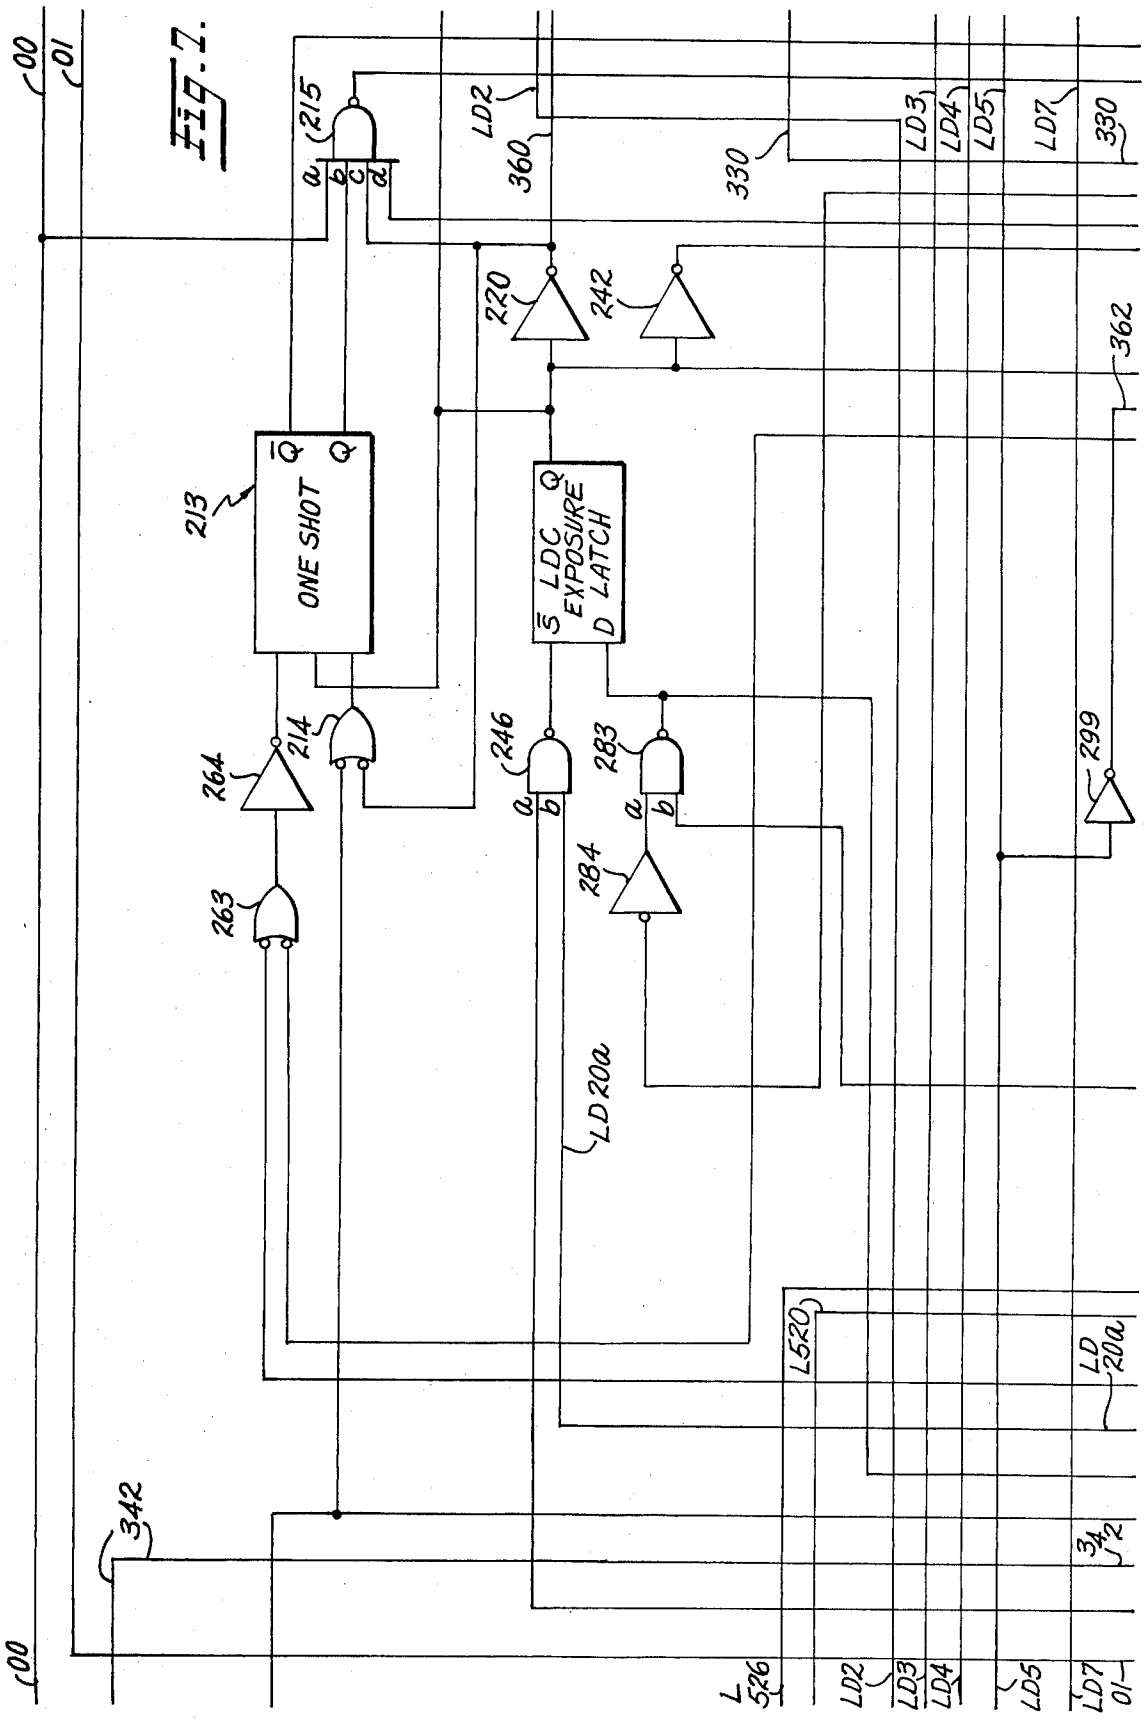 00
01
Fig. 7.
215
a
b
c
d
LD2
360
330
LD3
LD4
LD5
LD7
330
220
242
362
213
Q̅
Q
ONE SHOT
S̅ LDC Q
EXPOSURE
D LATCH
264
214
246
a
b
283
a
b
284
299
263
LD20a
L520
LD
20a
342
342
00
L
526
LD2
LD3
LD4
LD5
LD7
01